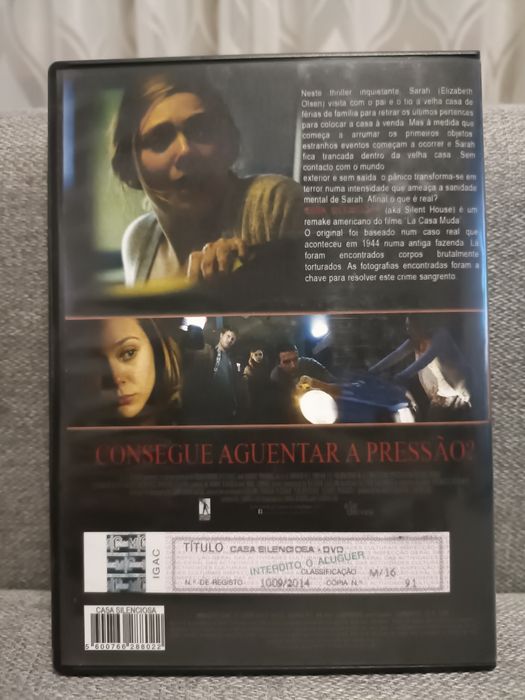 Neste thriller inquietante, Sarah (Elizabeth
Olsen) visita com o pai e o tio a velha casa de
férias de família para retirar os últimos pertences
para colocar a casa à venda. Mas à medida que
começa a arrumar os primeiros objetos
estranhos eventos começam a ocorrer e Sarah
fica trancada dentro da velha casa. Sem
contacto com o mundo
exterior e sem saída, o pânico transforma-se em
terror numa intensidade que ameaça a sanidade
mental de Sarah. Afinal o que é real?
(aka Silent House) é um
remake americano do filme "La Casa Muda"
O original foi baseado num caso real que
aconteceu em 1944 numa antiga fazenda. Lá
foram encontrados corpos brutalmente
torturados. As fotografias encontradas foram a
chave para resolver este crime sangrento.
CONSEGUE AGUENTAR A PRESSÃO?
IGAC
TÍTULO CASA SILENCIOSA - DVD
INTERDITO O ALUGUER
CLASSIFICAÇÃO M/16
N.º DE REGISTO 1009/2014 CÓPIA N.º 91
CASA SILENCIOSA
5600766288022